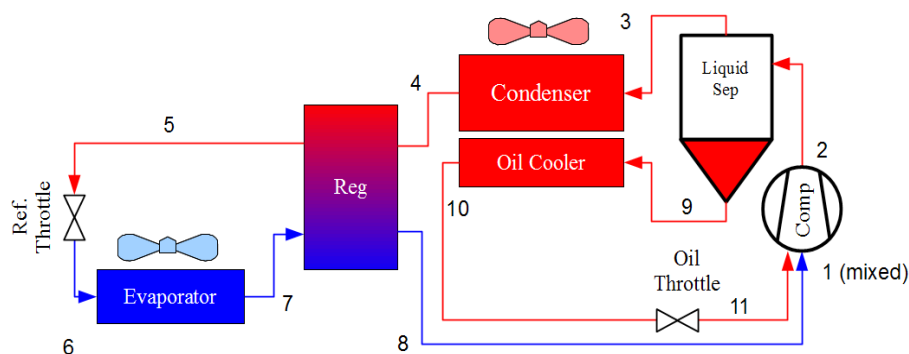 3
Liquid
Sep
4
Condenser
5
2
Oil Cooler
Reg
Ref.
Throttle
10
9
Comp
Oil
Throttle
1 (mixed)
Evaporator
7
11
6
8